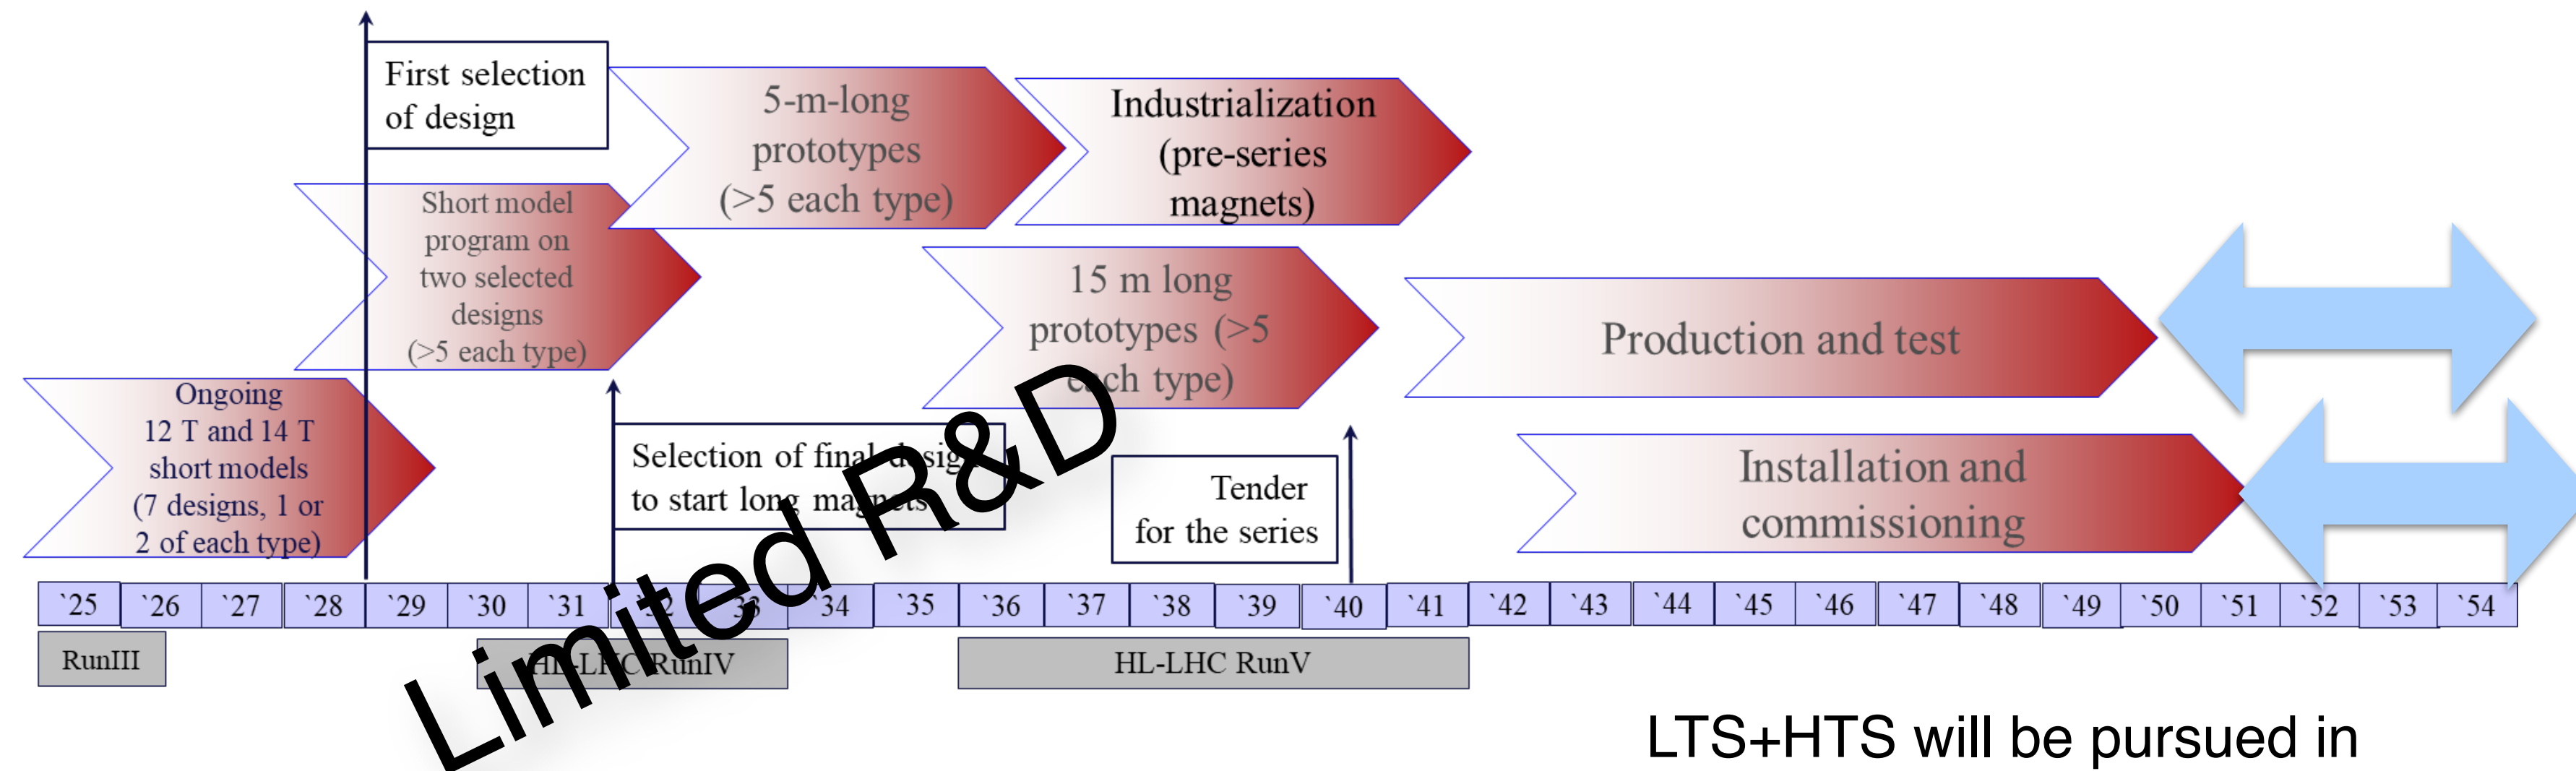 First selection
of design
5-m-long
prototypes
(>5 each type)
Industrialization
(pre-series
magnets)
Short model
program on
two selected
designs
(>5 each type)
15 m long
prototypes (>5
each type)
Production and test
Ongoing
12 T and 14 T
short models
(7 designs, 1 or
2 of each type)
Selection of final design
to start long magnets
Tender
for the series
Installation and
commissioning
Limited R&D
`25 `26 `27 `28 `29 `30 `31 `32 `33 `34 `35 `36 `37 `38 `39 `40 `41 `42 `43 `44 `45 `46 `47 `48 `49 `50 `51 `52 `53 `54
RunIII
HL-LHC RunIV
HL-LHC RunV
LTS+HTS will be pursued in